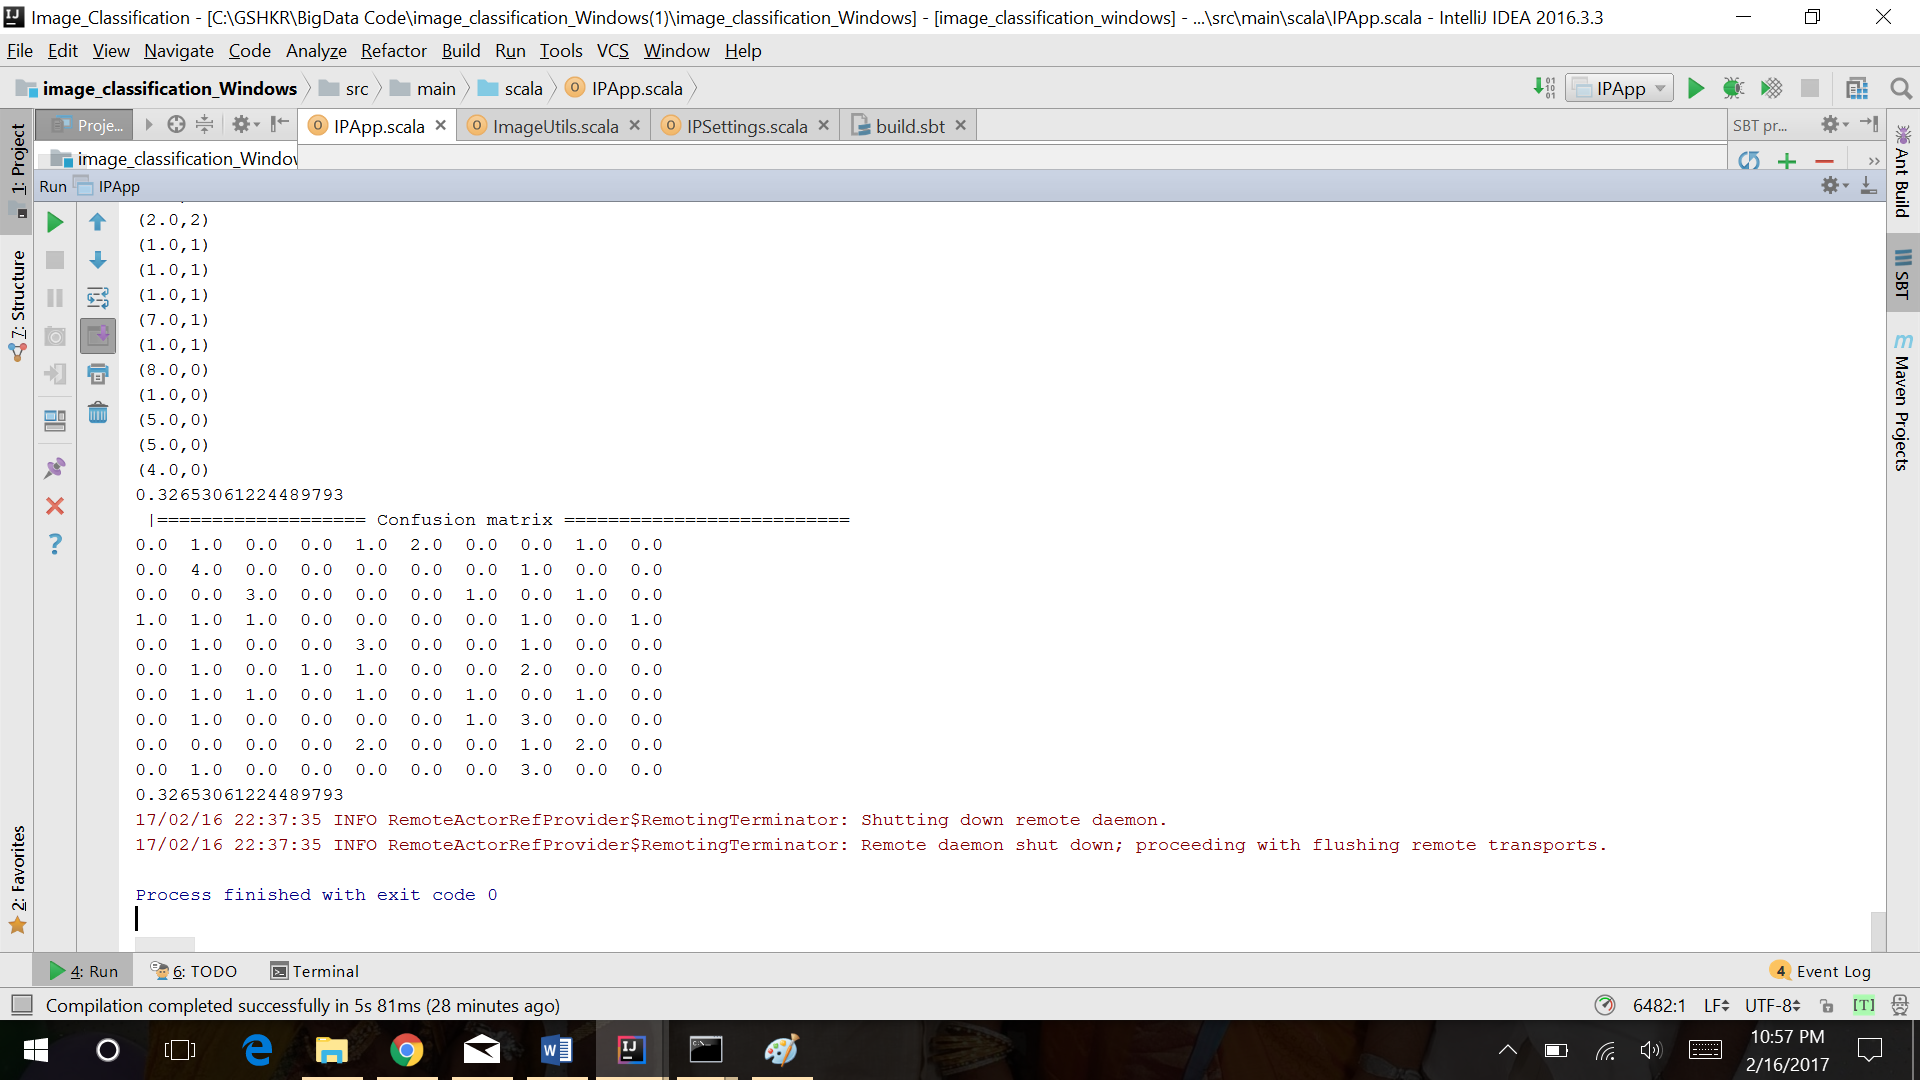 Image_Classification - [C:\GSHKR\BigData Code\image_classification_Windows(1)\image_classification_Windows] - [image_classification_windows] - ...\src\main\scala\IPApp.scala - IntelliJ IDEA 2016.3.3
File Edit View Navigate Code Analyze Refactor Build Run Tools VCS Window Help
image_classification_Windows src main scala IPApp.scala IPApp
Proje... IPApp.scala ImageUtils.scala IPSettings.scala build.sbt SBT pr...
image_classification_Window
Run IPApp
1: Project
7: Structure
2: Favorites
Ant Build
SBT
m Maven Projects
(2.0,2)
(1.0,1)
(1.0,1)
(1.0,1)
(7.0,1)
(1.0,1)
(8.0,0)
(1.0,0)
(5.0,0)
(5.0,0)
(4.0,0)
0.32653061224489793
|=================== Confusion matrix ==========================
0.0 1.0 0.0 0.0 1.0 2.0 0.0 0.0 1.0 0.0
0.0 4.0 0.0 0.0 0.0 0.0 0.0 1.0 0.0 0.0
0.0 0.0 3.0 0.0 0.0 0.0 1.0 0.0 1.0 0.0
1.0 1.0 1.0 0.0 0.0 0.0 0.0 1.0 0.0 1.0
0.0 1.0 0.0 0.0 3.0 0.0 0.0 1.0 0.0 0.0
0.0 1.0 0.0 1.0 1.0 0.0 0.0 2.0 0.0 0.0
0.0 1.0 1.0 0.0 1.0 0.0 1.0 0.0 1.0 0.0
0.0 1.0 0.0 0.0 0.0 0.0 1.0 3.0 0.0 0.0
0.0 0.0 0.0 0.0 2.0 0.0 0.0 1.0 2.0 0.0
0.0 1.0 0.0 0.0 0.0 0.0 0.0 3.0 0.0 0.0
0.32653061224489793
17/02/16 22:37:35 INFO RemoteActorRefProvider$RemotingTerminator: Shutting down remote daemon.
17/02/16 22:37:35 INFO RemoteActorRefProvider$RemotingTerminator: Remote daemon shut down; proceeding with flushing remote transports.
Process finished with exit code 0
4: Run 6: TODO Terminal 4 Event Log
Compilation completed successfully in 5s 81ms (28 minutes ago) 6482:1 LF UTF-8 [T]
10:57 PM
2/16/2017